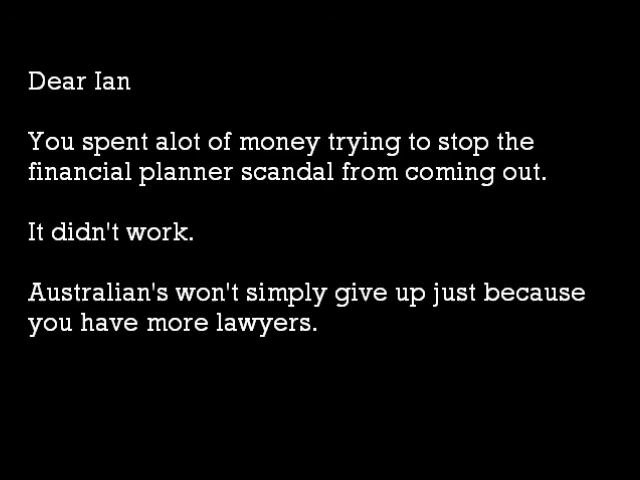 Dear Ian
You spent alot of money trying to stop the
financial planner scandal from coming out.
It didn't work.
Australian's won't simply give up just because
you have more lawyers.